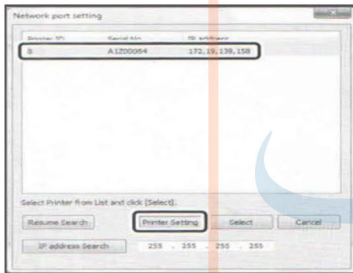 Network port setting
Printer ID Serial No. IP address
0 A1Z00064 172,19,139,158
Select Printer from List and click [Select].
Resume Search Printer Setting Select Cancel
IP address Search 255 . 255 . 255 . 255